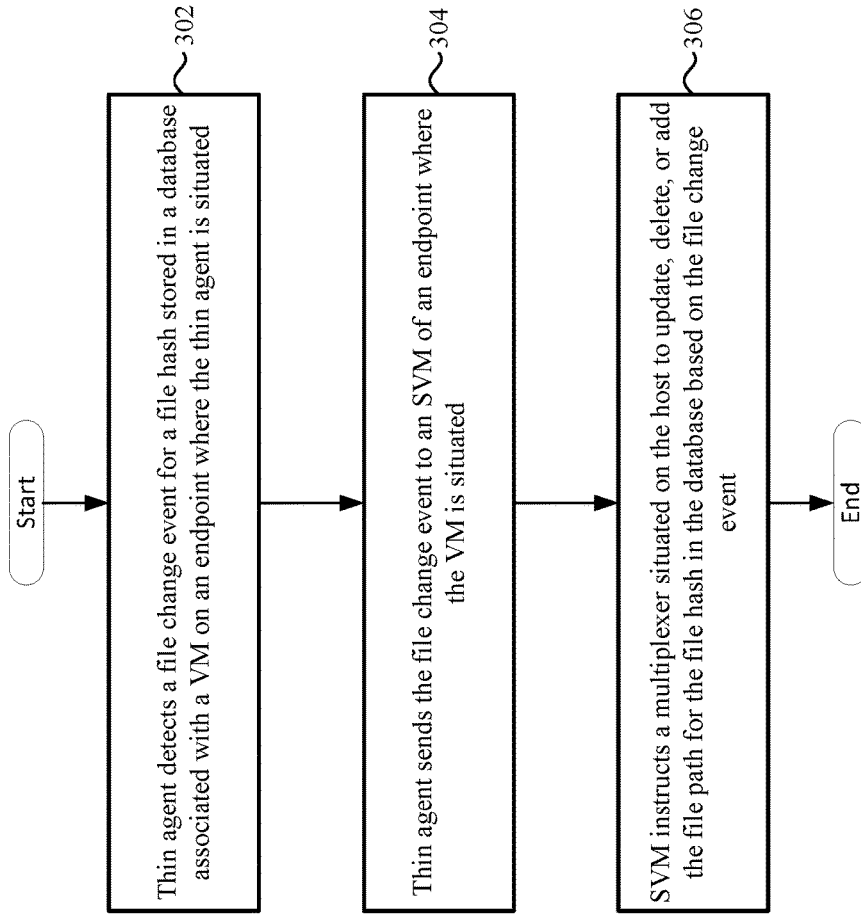 Start
Thin agent detects a file change event for a file hash stored in a database
associated with a VM on an endpoint where the thin agent is situated
302
Thin agent sends the file change event to an SVM of an endpoint where
the VM is situated
304
SVM instructs a multiplexer situated on the host to update, delete, or add
the file path for the file hash in the database based on the file change
event
306
End